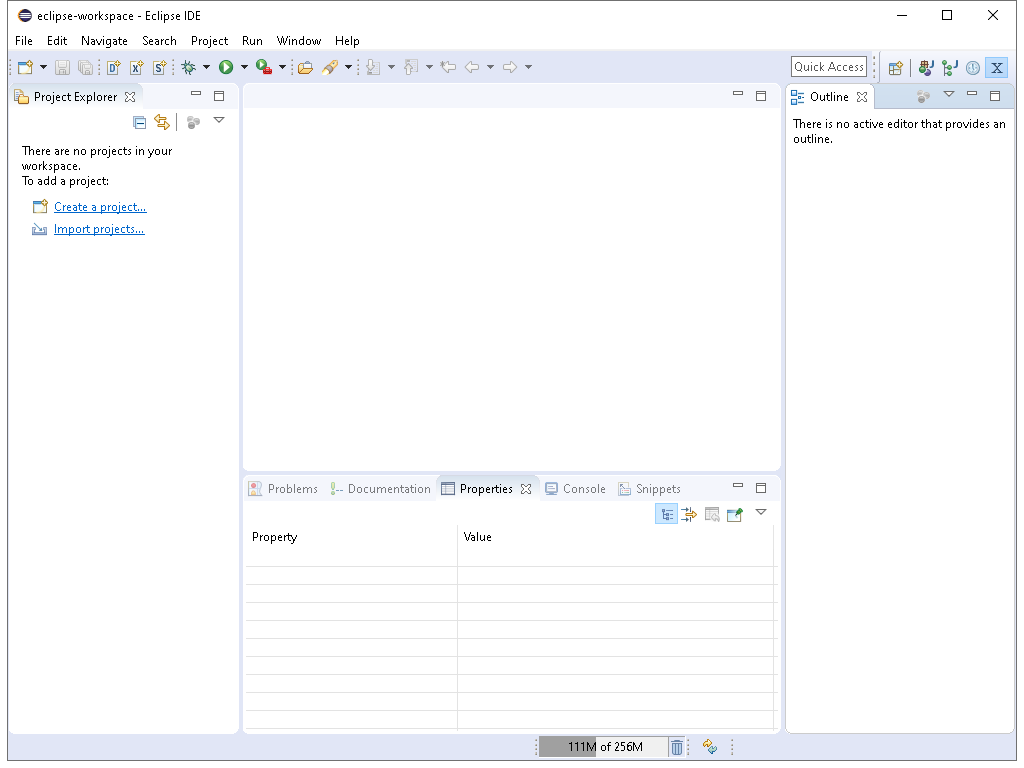 eclipse-workspace - Eclipse IDE
File Edit Navigate Search Project Run Window Help
Quick Access
Project Explorer
There are no projects in your
workspace.
To add a project:
Create a project...
Import projects...
Outline
There is no active editor that provides an
outline.
Problems Documentation Properties Console Snippets
Property Value
111M of 256M